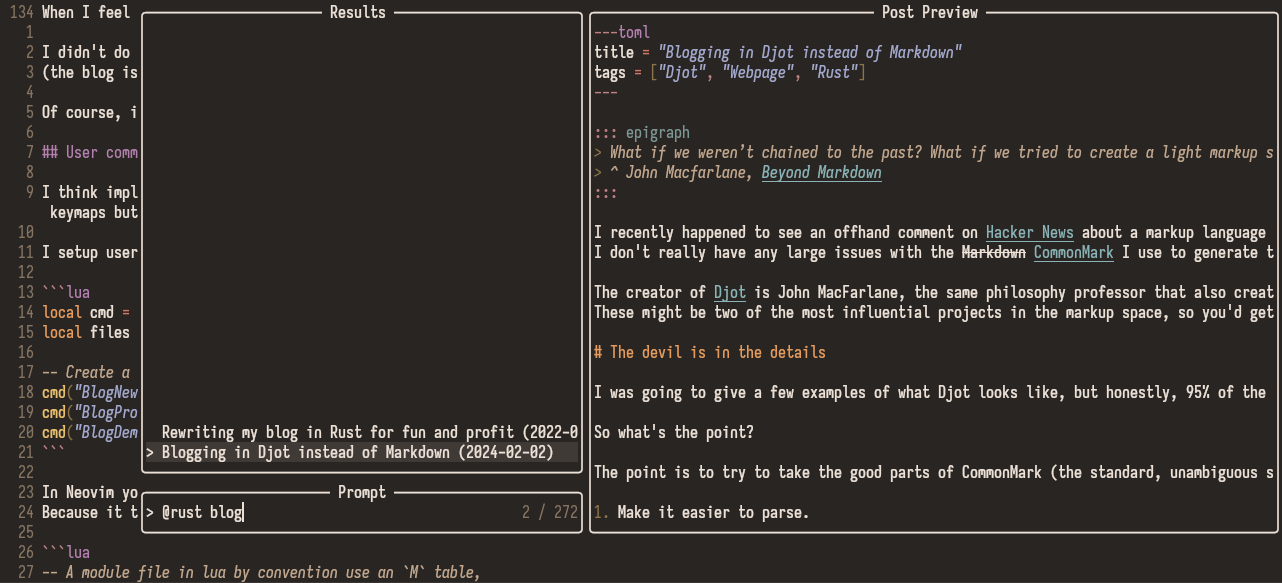 134 When I feel
1
2 I didn't do
3 (the blog is
4
5 Of course, i
6
7 ## User comm
8
9 I think impl
keymaps but
10
11 I setup user
12
13 ```lua
14 local cmd =
15 local files
16
17 -- Create a
18 cmd("BlogNew
19 cmd("BlogPro
20 cmd("BlogDem
21 ```
22
23 In Neovim yo
24 Because it t
25
26 ```lua
27 -- A module file in lua by convention use an `M` table,
Results
Rewriting my blog in Rust for fun and profit (2022-0
> Blogging in Djot instead of Markdown (2024-02-02)
Prompt
> @rust blog 2 / 272
Post Preview
---toml
title = "Blogging in Djot instead of Markdown"
tags = ["Djot", "Webpage", "Rust"]
---
::: epigraph
> What if we weren’t chained to the past? What if we tried to create a light markup s
> ^ John Macfarlane, Beyond Markdown
:::
I recently happened to see an offhand comment on Hacker News about a markup language
I don't really have any large issues with the Markdown CommonMark I use to generate t
The creator of Djot is John MacFarlane, the same philosophy professor that also creat
These might be two of the most influential projects in the markup space, so you'd get
# The devil is in the details
I was going to give a few examples of what Djot looks like, but honestly, 95% of the
So what's the point?
The point is to try to take the good parts of CommonMark (the standard, unambiguous s
1. Make it easier to parse.